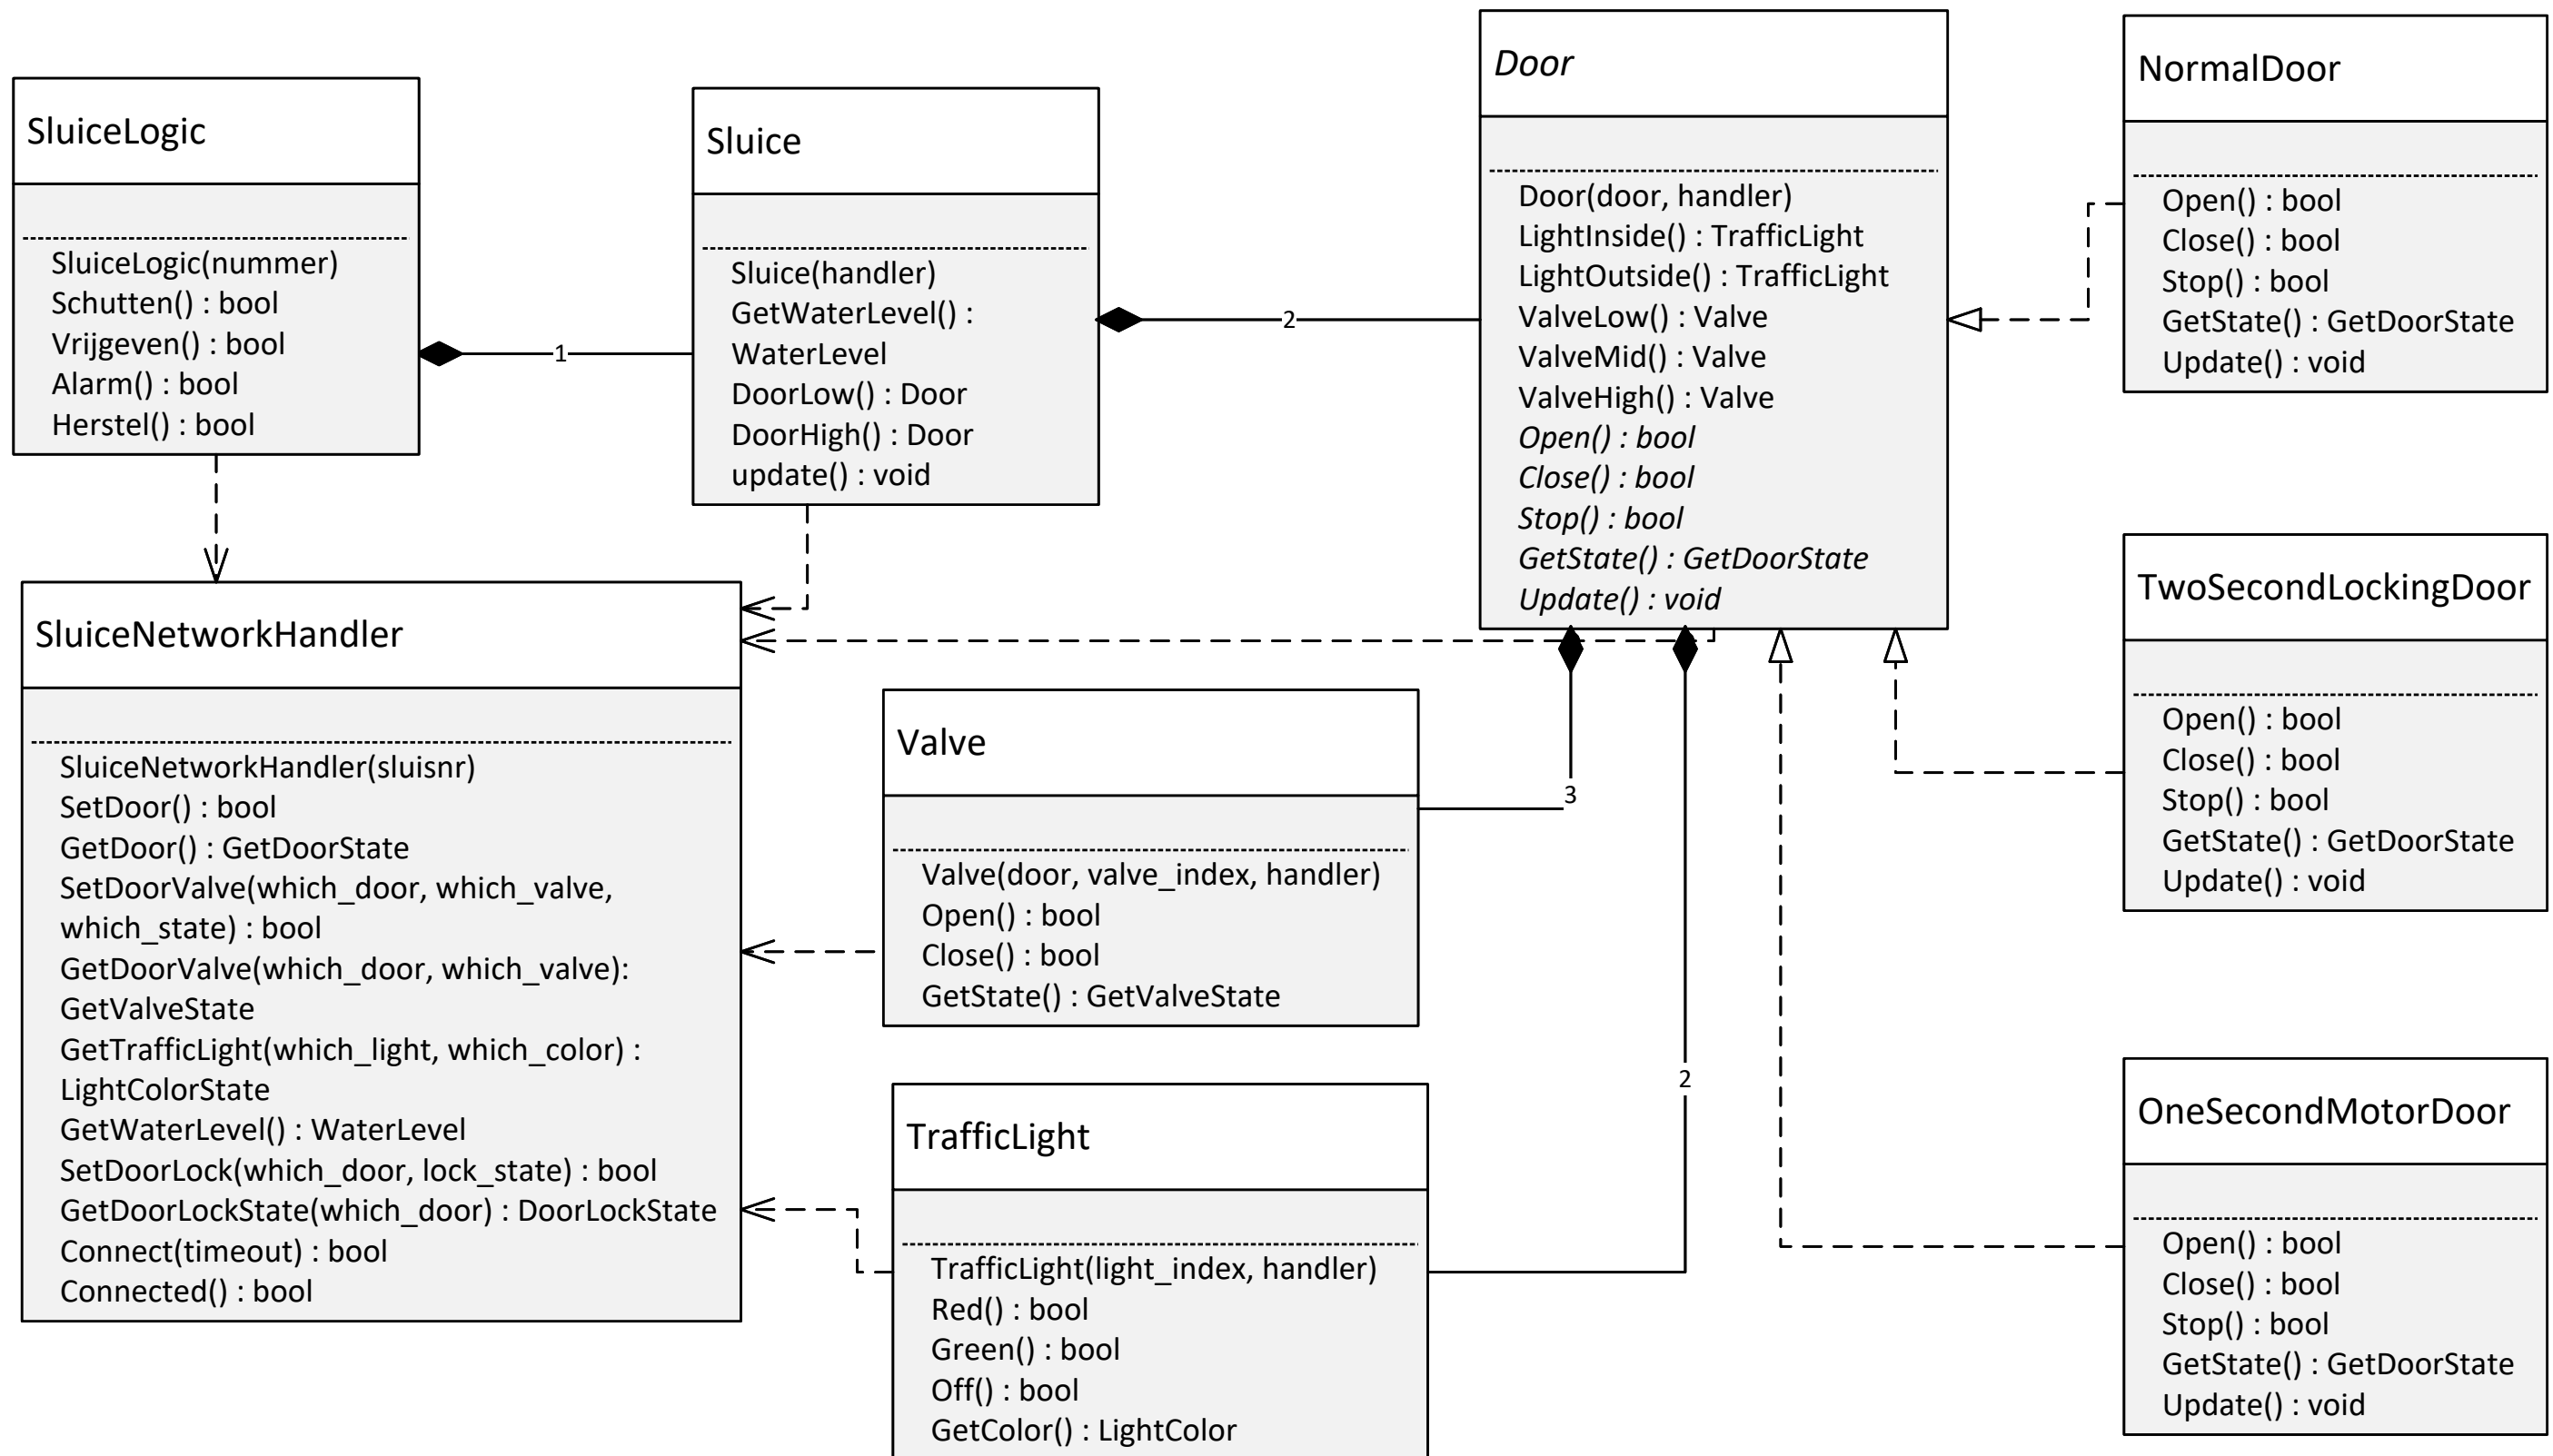 SluiceLogic
SluiceLogic(nummer)
Schutten() : bool
Vrijgeven() : bool
Alarm() : bool
Herstel() : bool
1
Sluice
Sluice(handler)
GetWaterLevel() :
WaterLevel
DoorLow() : Door
DoorHigh() : Door
update() : void
2
Door
Door(door, handler)
LightInside() : TrafficLight
LightOutside() : TrafficLight
ValveLow() : Valve
ValveMid() : Valve
ValveHigh() : Valve
Open() : bool
Close() : bool
Stop() : bool
GetState() : GetDoorState
Update() : void
NormalDoor
Open() : bool
Close() : bool
Stop() : bool
GetState() : GetDoorState
Update() : void
SluiceNetworkHandler
SluiceNetworkHandler(sluisnr)
SetDoor() : bool
GetDoor() : GetDoorState
SetDoorValve(which_door, which_valve,
which_state) : bool
GetDoorValve(which_door, which_valve):
GetValveState
GetTrafficLight(which_light, which_color) :
LightColorState
GetWaterLevel() : WaterLevel
SetDoorLock(which_door, lock_state) : bool
GetDoorLockState(which_door) : DoorLockState
Connect(timeout) : bool
Connected() : bool
Valve
Valve(door, valve_index, handler)
Open() : bool
Close() : bool
GetState() : GetValveState
3
TrafficLight
TrafficLight(light_index, handler)
Red() : bool
Green() : bool
Off() : bool
GetColor() : LightColor
2
TwoSecondLockingDoor
Open() : bool
Close() : bool
Stop() : bool
GetState() : GetDoorState
Update() : void
OneSecondMotorDoor
Open() : bool
Close() : bool
Stop() : bool
GetState() : GetDoorState
Update() : void